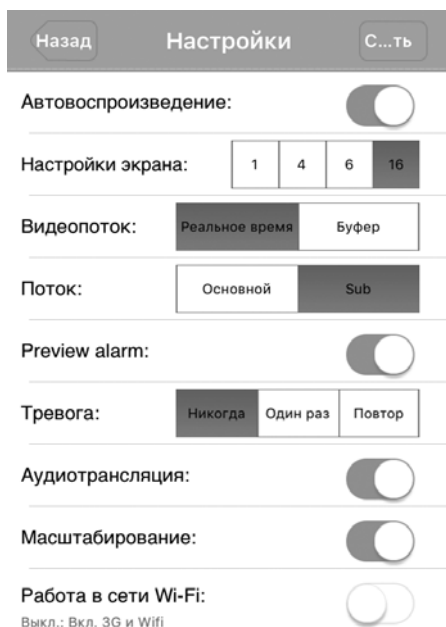 Назад Настройки С...ть
Автовоспроизведение:
Настройки экрана: 1 4 6 16
Видеопоток: Реальное время Буфер
Поток: Основной Sub
Preview alarm:
Тревога: Никогда Один раз Повтор
Аудиотрансляция:
Масштабирование:
Работа в сети Wi-Fi:
Выкл.: Вкл. 3G и Wifi